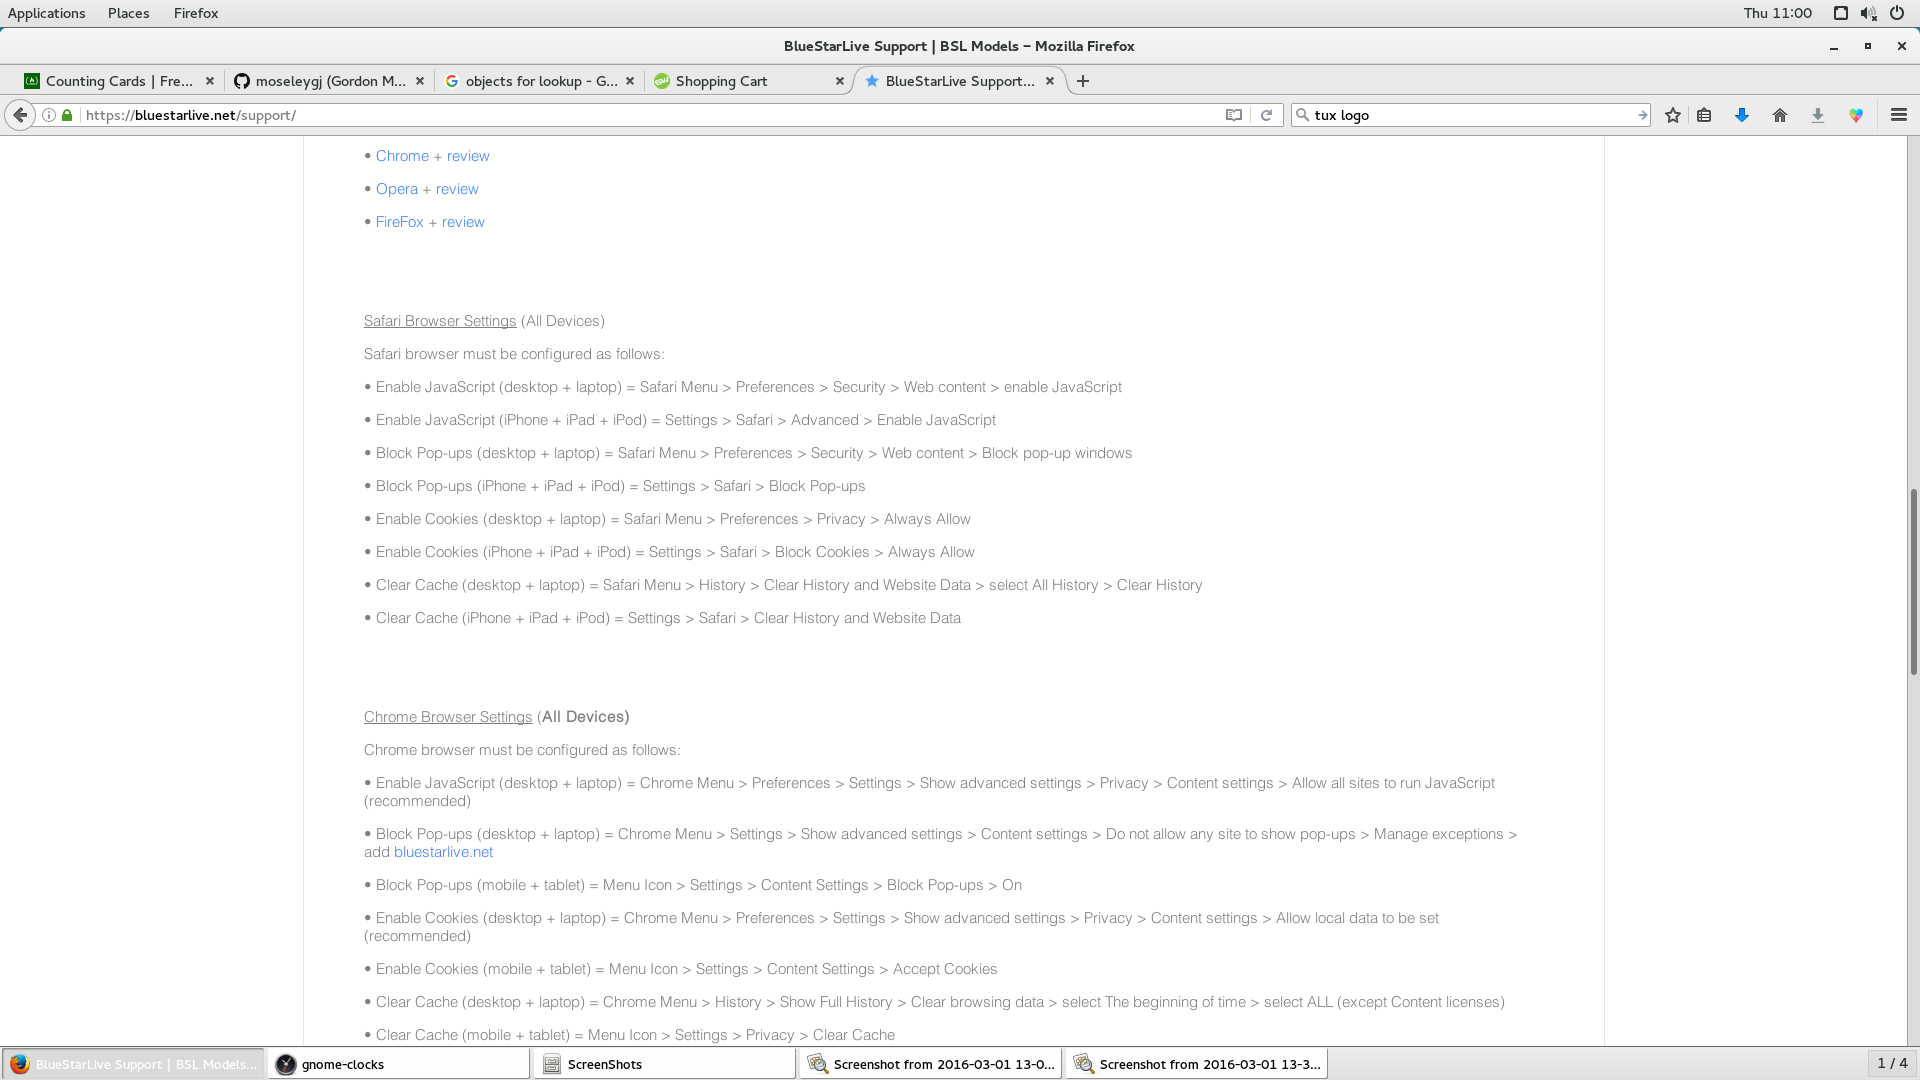 Applications Places Firefox Thu 11:00
BlueStarLive Support | BSL Models – Mozilla Firefox
Counting Cards | Fre... moseleygj (Gordon M... objects for lookup - G... Shopping Cart BlueStarLive Support...
https://bluestarlive.net/support/ tux logo
• Chrome + review
• Opera + review
• FireFox + review
Safari Browser Settings (All Devices)
Safari browser must be configured as follows:
• Enable JavaScript (desktop + laptop) = Safari Menu > Preferences > Security > Web content > enable JavaScript
• Enable JavaScript (iPhone + iPad + iPod) = Settings > Safari > Advanced > Enable JavaScript
• Block Pop-ups (desktop + laptop) = Safari Menu > Preferences > Security > Web content > Block pop-up windows
• Block Pop-ups (iPhone + iPad + iPod) = Settings > Safari > Block Pop-ups
• Enable Cookies (desktop + laptop) = Safari Menu > Preferences > Privacy > Always Allow
• Enable Cookies (iPhone + iPad + iPod) = Settings > Safari > Block Cookies > Always Allow
• Clear Cache (desktop + laptop) = Safari Menu > History > Clear History and Website Data > select All History > Clear History
• Clear Cache (iPhone + iPad + iPod) = Settings > Safari > Clear History and Website Data
Chrome Browser Settings (All Devices)
Chrome browser must be configured as follows:
• Enable JavaScript (desktop + laptop) = Chrome Menu > Preferences > Settings > Show advanced settings > Privacy > Content settings > Allow all sites to run JavaScript
(recommended)
• Block Pop-ups (desktop + laptop) = Chrome Menu > Settings > Show advanced settings > Content settings > Do not allow any site to show pop-ups > Manage exceptions >
add bluestarlive.net
• Block Pop-ups (mobile + tablet) = Menu Icon > Settings > Content Settings > Block Pop-ups > On
• Enable Cookies (desktop + laptop) = Chrome Menu > Preferences > Settings > Show advanced settings > Privacy > Content settings > Allow local data to be set
(recommended)
• Enable Cookies (mobile + tablet) = Menu Icon > Settings > Content Settings > Accept Cookies
• Clear Cache (desktop + laptop) = Chrome Menu > History > Show Full History > Clear browsing data > select The beginning of time > select ALL (except Content licenses)
• Clear Cache (mobile + tablet) = Menu Icon > Settings > Privacy > Clear Cache
BlueStarLive Support | BSL Models... gnome-clocks ScreenShots Screenshot from 2016-03-01 13-0... Screenshot from 2016-03-01 13-3... 1 / 4